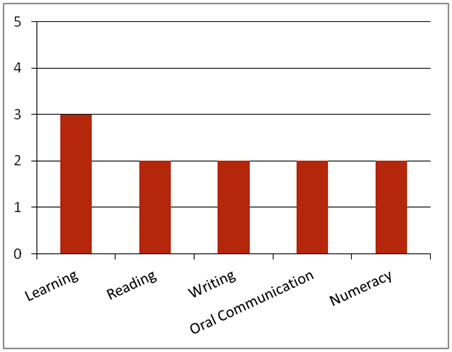 5
4
3
2
1
0
Learning
Reading
Writing
Oral Communication
Numeracy